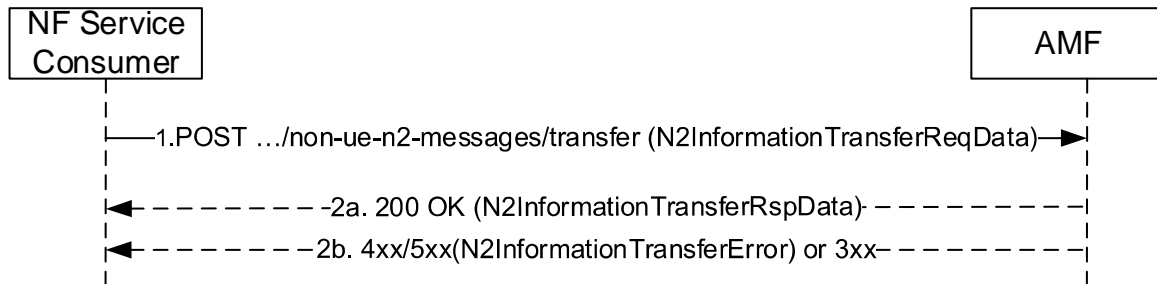 NF Service
Consumer
AMF
1.POST …/non-ue-n2-messages/transfer (N2InformationTransferReqData)
2a. 200 OK (N2InformationTransferRspData)
2b. 4xx/5xx(N2InformationTransferError) or 3xx